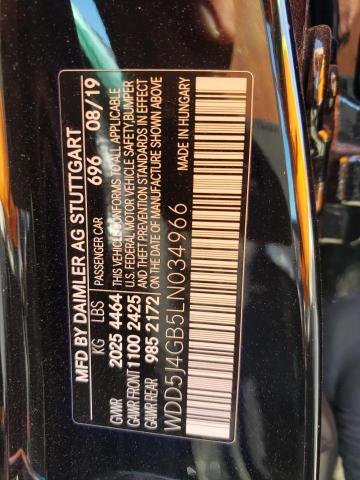 MFD BY DAIMLER AG STUTTGART
PASSENGER CAR 696 08/19
KG LBS
GVWR 2025 4464
GAWR FRONT 1100 2425
GAWR REAR 985 2172
THIS VEHICLE CONFORMS TO ALL APPLICABLE
U.S. FEDERAL MOTOR VEHICLE SAFETY,BUMPER
AND THEFT PREVENTION STANDARDS IN EFFECT
ON THE DATE OF MANUFACTURE SHOWN ABOVE
MADE IN HUNGARY
WDD5J4GB5LN034966